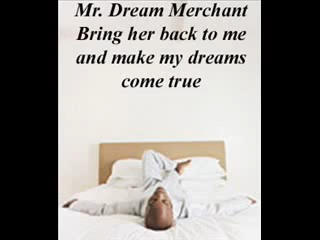 Mr. Dream Merchant
Bring her back to me
and make my dreams
come true